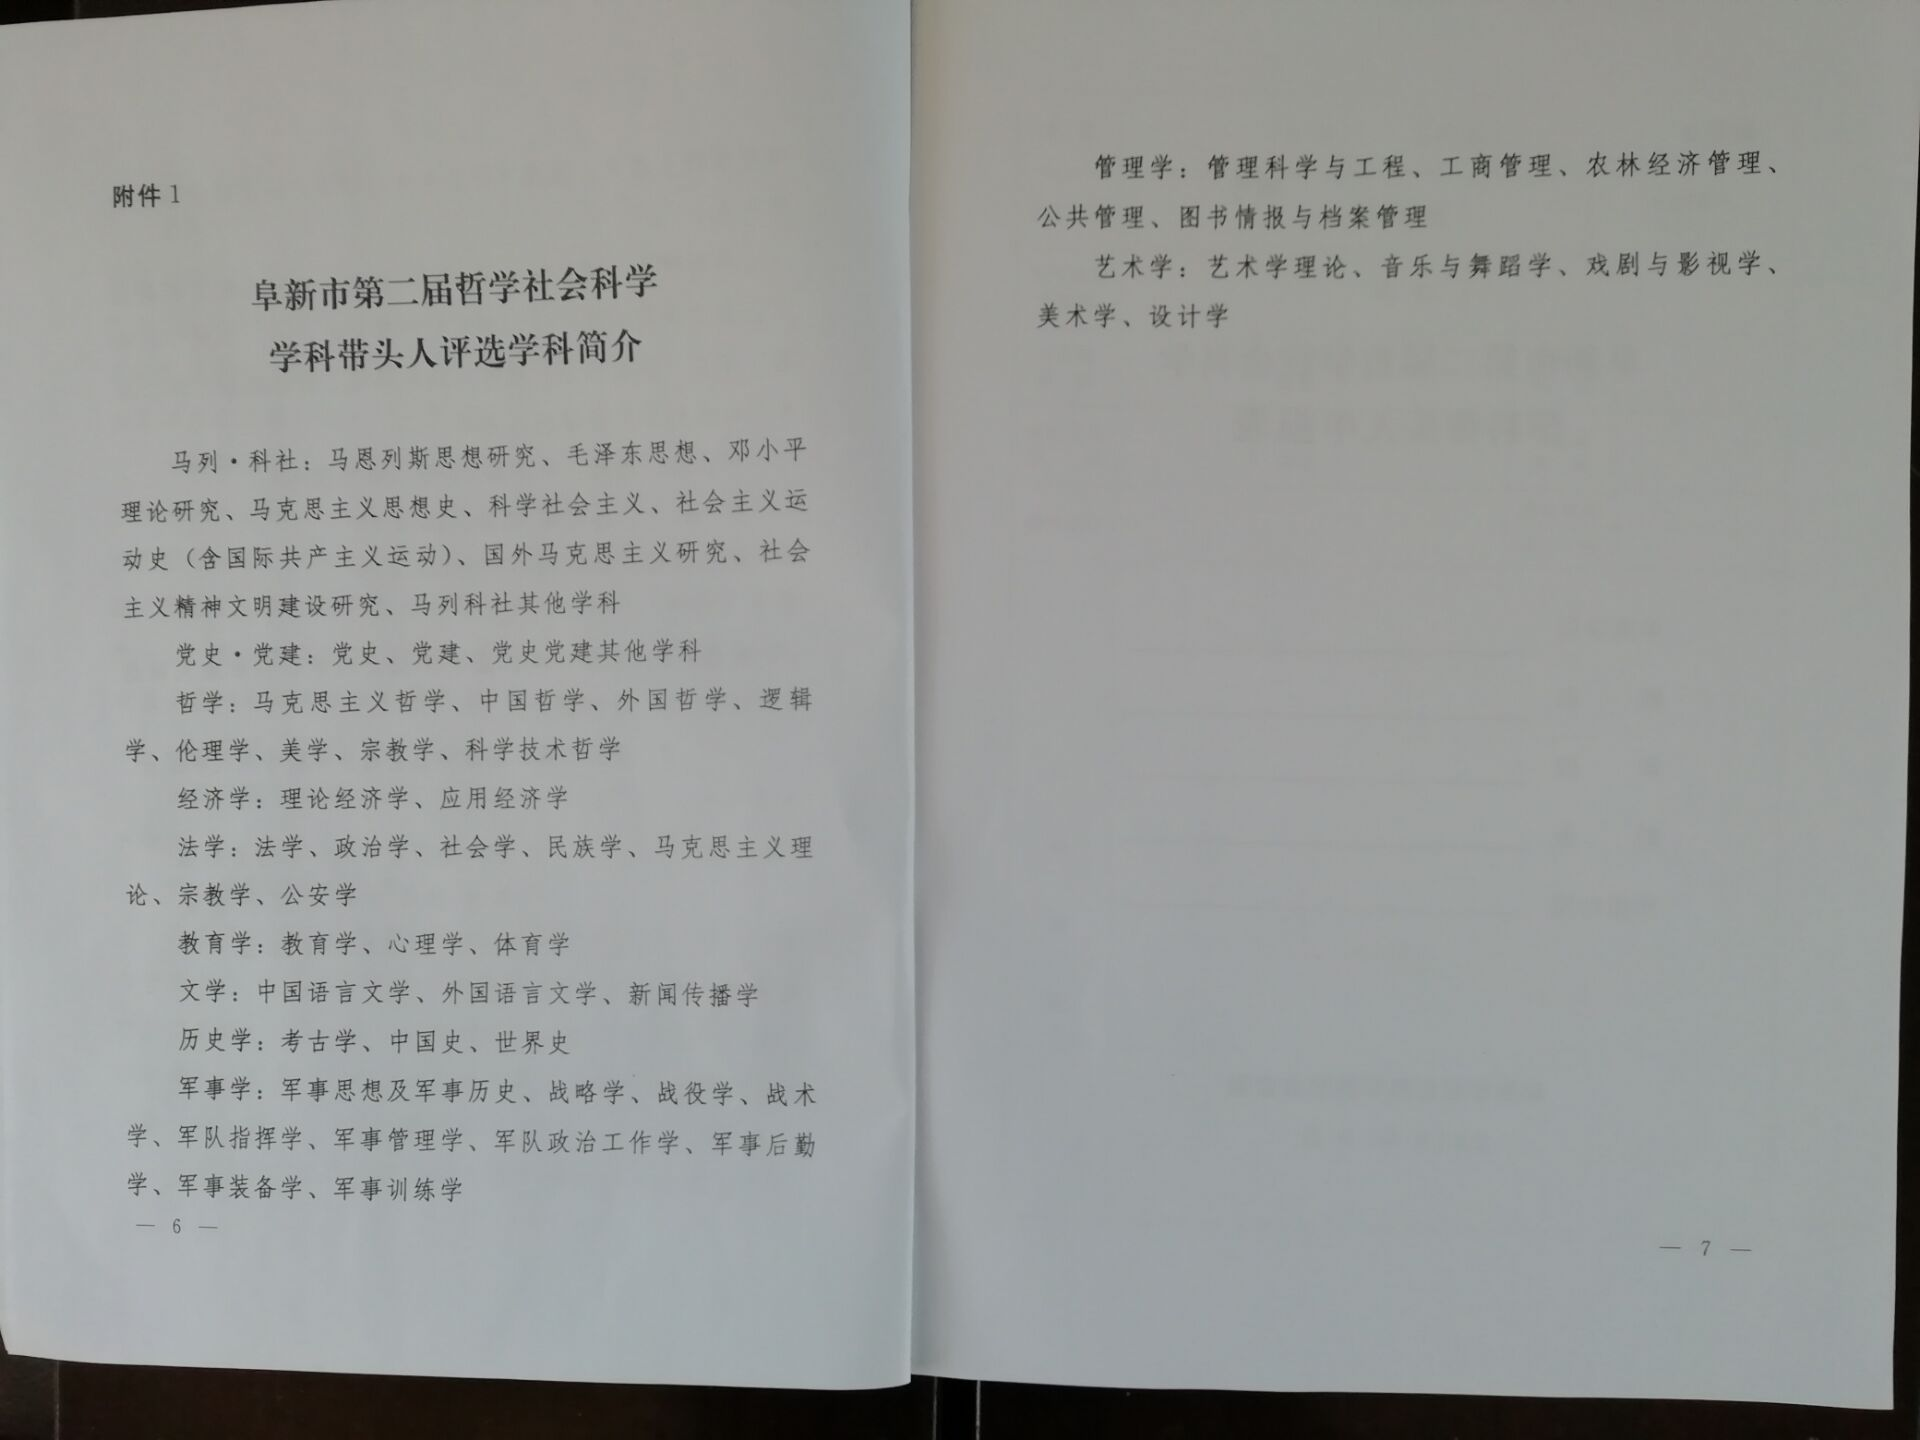 附件1
阜新市第二届哲学社会科学
学科带头人评选学科简介
马列·科社：马恩列斯思想研究、毛泽东思想、邓小平
理论研究、马克思主义思想史、科学社会主义、社会主义运
动史（含国际共产主义运动）、国外马克思主义研究、社会
主义精神文明建设研究、马列科社其他学科
党史·党建：党史、党建、党史党建其他学科
哲学：马克思主义哲学、中国哲学、外国哲学、逻辑
学、伦理学、美学、宗教学、科学技术哲学
经济学：理论经济学、应用经济学
法学：法学、政治学、社会学、民族学、马克思主义理
论、宗教学、公安学
教育学：教育学、心理学、体育学
文学：中国语言文学、外国语言文学、新闻传播学
历史学：考古学、中国史、世界史
军事学：军事思想及军事历史、战略学、战役学、战术
学、军队指挥学、军事管理学、军队政治工作学、军事后勤
学、军事装备学、军事训练学
— 6 —
管理学：管理科学与工程、工商管理、农林经济管理、
公共管理、图书情报与档案管理
艺术学：艺术学理论、音乐与舞蹈学、戏剧与影视学、
美术学、设计学
— 7 —